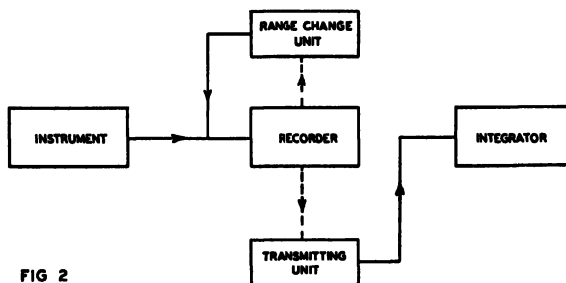 RANGE CHANGE
UNIT
INSTRUMENT
RECORDER
INTEGRATOR
TRANSMITTING
UNIT
FIG 2